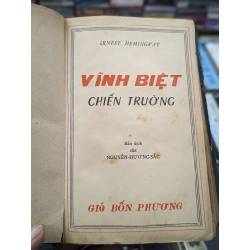 ERNEST HEMINGWAY
VĨNH BIỆT
CHIẾN TRƯỜNG
Bản dịch
của
NGUYỄN-HƯƠNG-SẮC
GIÓ BỐN PHƯƠNG